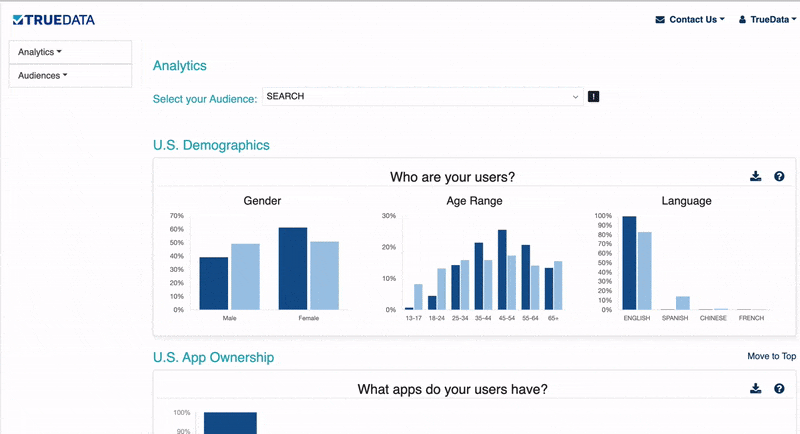 TRUEDATA
Contact Us
TrueData
Analytics
Audiences
Analytics
Select your Audience:
SEARCH
!
U.S. Demographics
Who are your users?
?
Gender
70%
60%
50%
40%
30%
20%
10%
0%
Male Female
Age Range
30%
20%
10%
0%
13-17 18-24 25-34 35-44 45-54 55-64 65+
Language
100%
90%
80%
70%
60%
50%
40%
30%
20%
10%
0%
ENGLISH SPANISH CHINESE FRENCH
U.S. App Ownership
Move to Top
What apps do your users have?
?
100%
90%